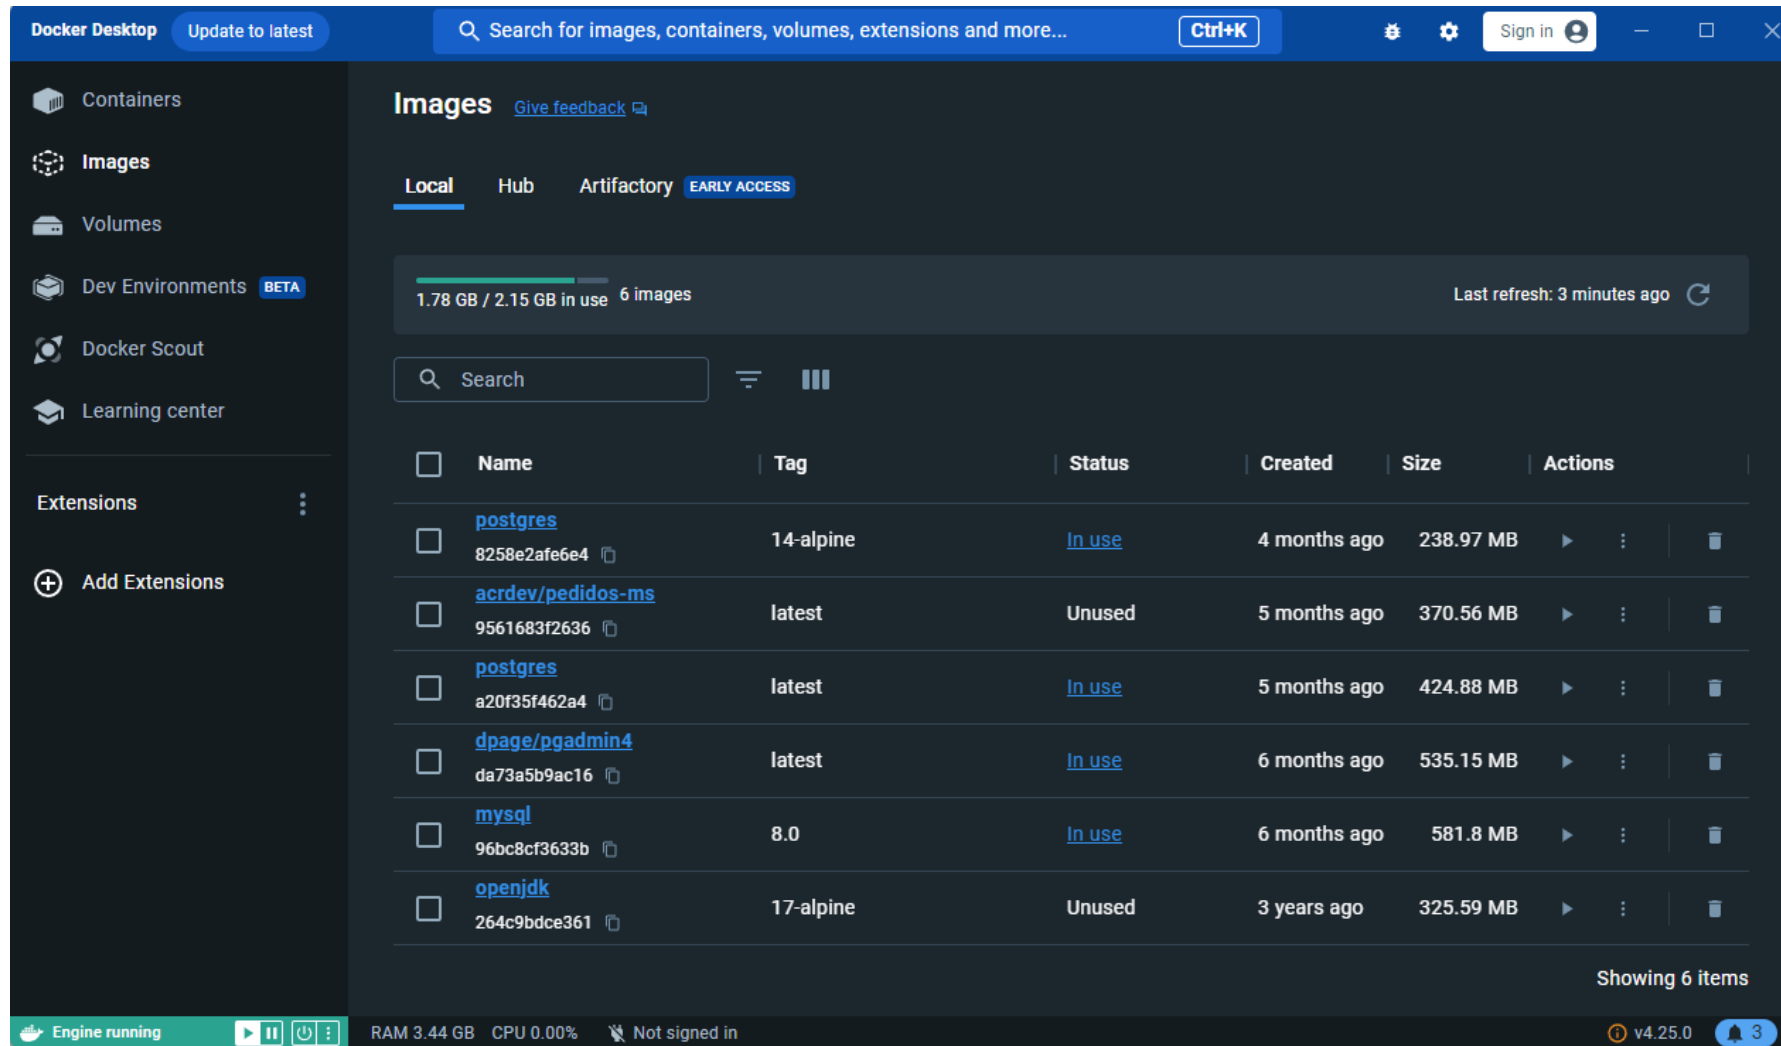 Docker Desktop Update to latest Search for images, containers, volumes, extensions and more... Ctrl+K Sign in
Containers
Images
Volumes
Dev Environments BETA
Docker Scout
Learning center
Extensions
Add Extensions
Images Give feedback
Local Hub Artifactory EARLY ACCESS
1.78 GB / 2.15 GB in use 6 images Last refresh: 3 minutes ago
Search
Name Tag Status Created Size Actions
postgres
8258e2afe6e4 14-alpine In use 4 months ago 238.97 MB
acrdev/pedidos-ms
9561683f2636 latest Unused 5 months ago 370.56 MB
postgres
a20f35f462a4 latest In use 5 months ago 424.88 MB
dpage/pgadmin4
da73a5b9ac16 latest In use 6 months ago 535.15 MB
mysql
96bc8cf3633b 8.0 In use 6 months ago 581.8 MB
openjdk
264c9bdce361 17-alpine Unused 3 years ago 325.59 MB
Showing 6 items
Engine running RAM 3.44 GB CPU 0.00% Not signed in v4.25.0 3